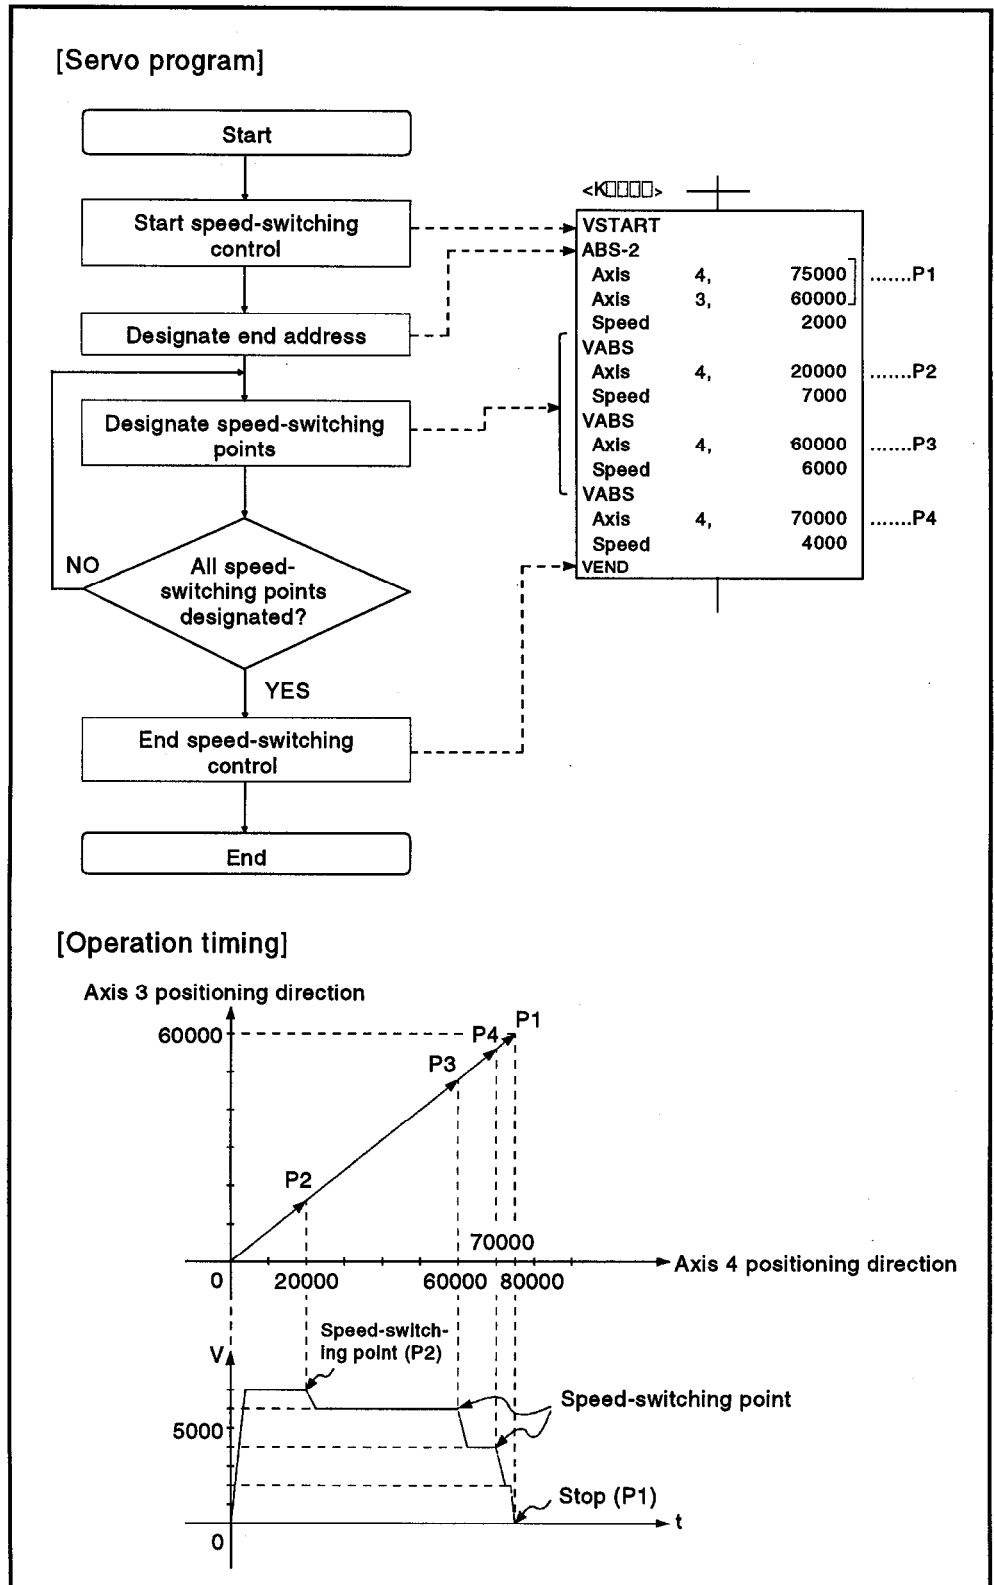 [Servo program]
Start
Start speed-switching
control
Designate end address
Designate speed-switching
points
NO
All speed-
switching points
designated?
YES
End speed-switching
control
End
<K□□□□>
VSTART
ABS-2
Axis 4, 75000 .......P1
Axis 3, 60000
Speed 2000
VABS
Axis 4, 20000 .......P2
Speed 7000
VABS
Axis 4, 60000 .......P3
Speed 6000
VABS
Axis 4, 70000 .......P4
Speed 4000
VEND
[Operation timing]
Axis 3 positioning direction
60000
P4 P1
P3
P2
70000
0 20000 60000 80000
Axis 4 positioning direction
V
Speed-switch-
ing point (P2)
Speed-switching point
5000
Stop (P1)
t
0